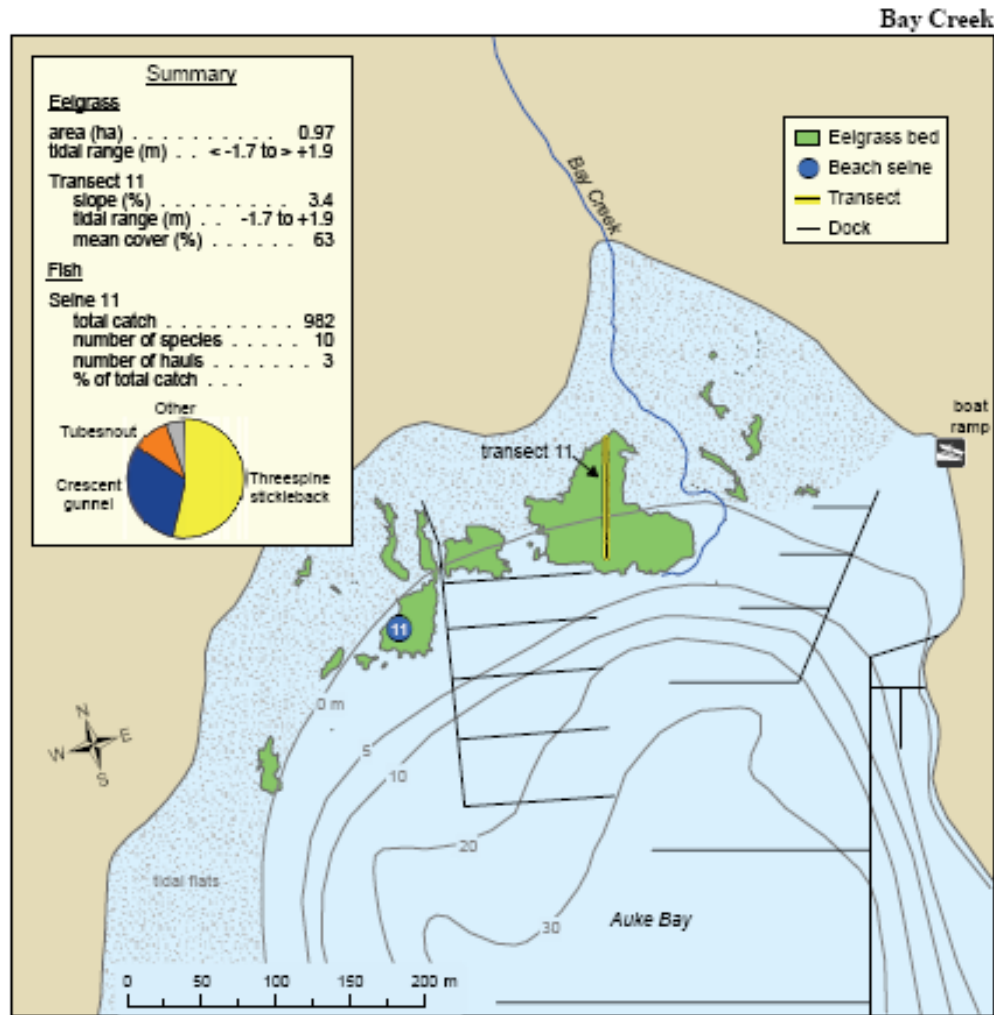 Bay Creek
Summary
Eelgrass
area (ha) . . . . . . . . . . 0.97
tidal range (m) . . < -1.7 to > +1.9
Transect 11
slope (%) . . . . . . . . . 3.4
tidal range (m) . . -1.7 to +1.9
mean cover (%) . . . . . . 63
Fish
Seine 11
total catch . . . . . . . . . 982
number of species . . . . . 10
number of hauls . . . . . . . 3
% of total catch . . .
Other
Tubesnout
Crescent
gunnel
Threespine
stickleback
Eelgrass bed
Beach seine
Transect
Dock
Bay Creek
boat
ramp
transect 11
11
0 m
5
10
20
30
N
W E
S
tidal flats
Auke Bay
0 50 100 150 200 m